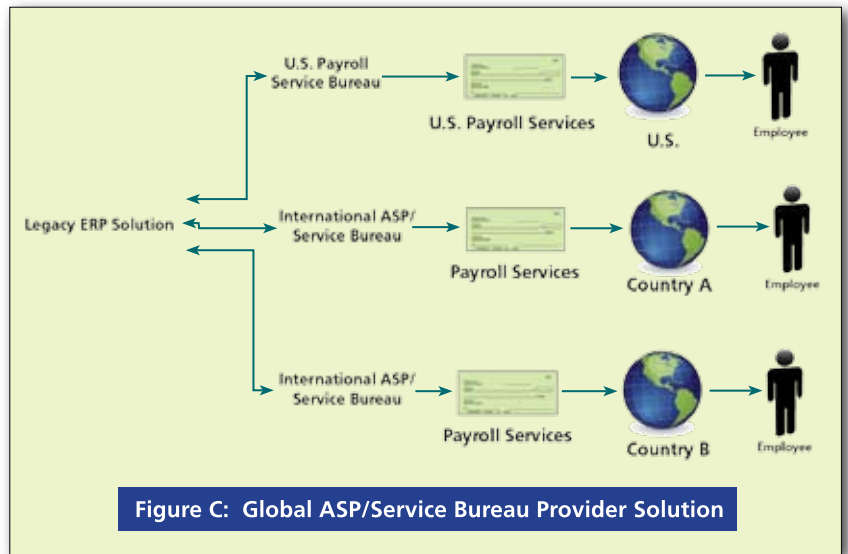 U.S. Payroll
Service Bureau
U.S. Payroll Services
U.S.
Employee
Legacy ERP Solution
International ASP/
Service Bureau
Payroll Services
Country A
Employee
International ASP/
Service Bureau
Payroll Services
Country B
Employee
Figure C: Global ASP/Service Bureau Provider Solution